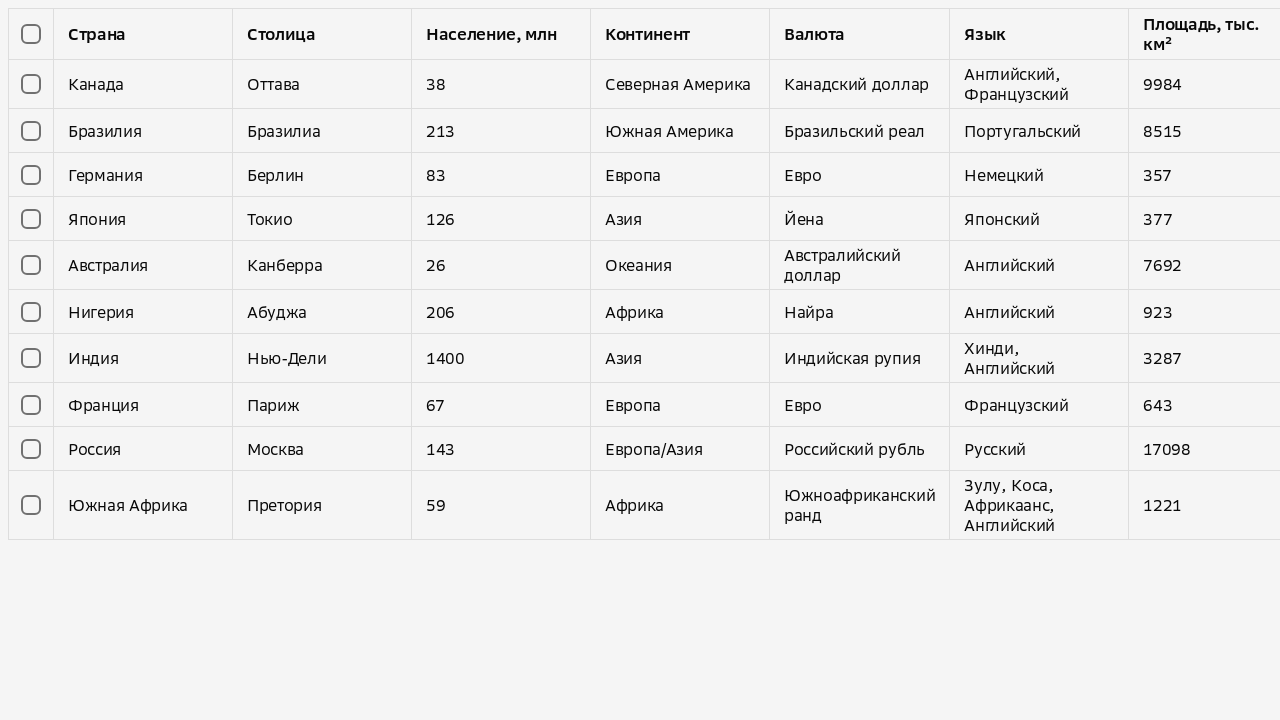 Страна Столица Население, млн Континент Валюта Язык Площадь, тыс.
км²
Канада Оттава 38 Северная Америка Канадский доллар Английский,
Французский 9984
Бразилия Бразилиа 213 Южная Америка Бразильский реал Португальский 8515
Германия Берлин 83 Европа Евро Немецкий 357
Япония Токио 126 Азия Йена Японский 377
Австралия Канберра 26 Океания Австралийский
доллар Английский 7692
Нигерия Абуджа 206 Африка Найра Английский 923
Индия Нью-Дели 1400 Азия Индийская рупия Хинди,
Английский 3287
Франция Париж 67 Европа Евро Французский 643
Россия Москва 143 Европа/Азия Российский рубль Русский 17098
Южная Африка Претория 59 Африка Южноафриканский
ранд Зулу, Коса,
Африкаанс,
Английский 1221